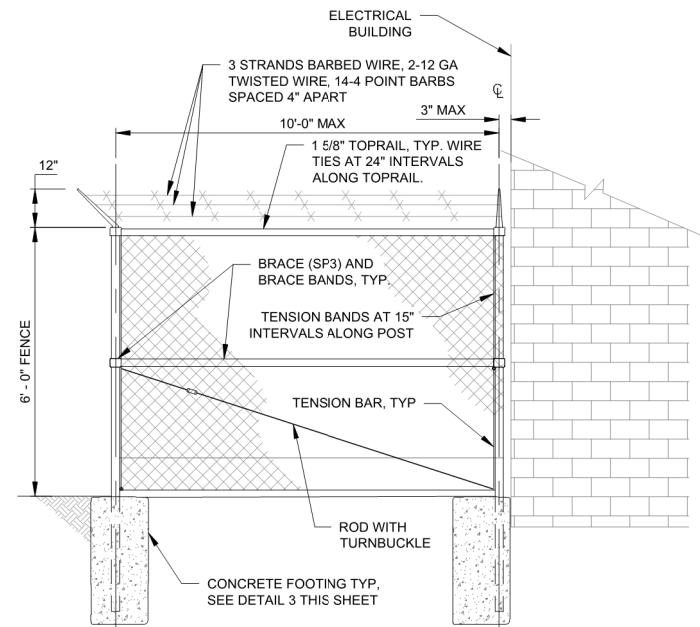 ELECTRICAL
BUILDING
3 STRANDS BARBED WIRE, 2-12 GA
TWISTED WIRE, 14-4 POINT BARBS
SPACED 4" APART
℄
3" MAX
10'-0" MAX
1 5/8" TOPRAIL, TYP. WIRE
TIES AT 24" INTERVALS
ALONG TOPRAIL.
12"
BRACE (SP3) AND
BRACE BANDS, TYP.
TENSION BANDS AT 15"
INTERVALS ALONG POST
6' - 0" FENCE
TENSION BAR, TYP
ROD WITH
TURNBUCKLE
CONCRETE FOOTING TYP,
SEE DETAIL 3 THIS SHEET